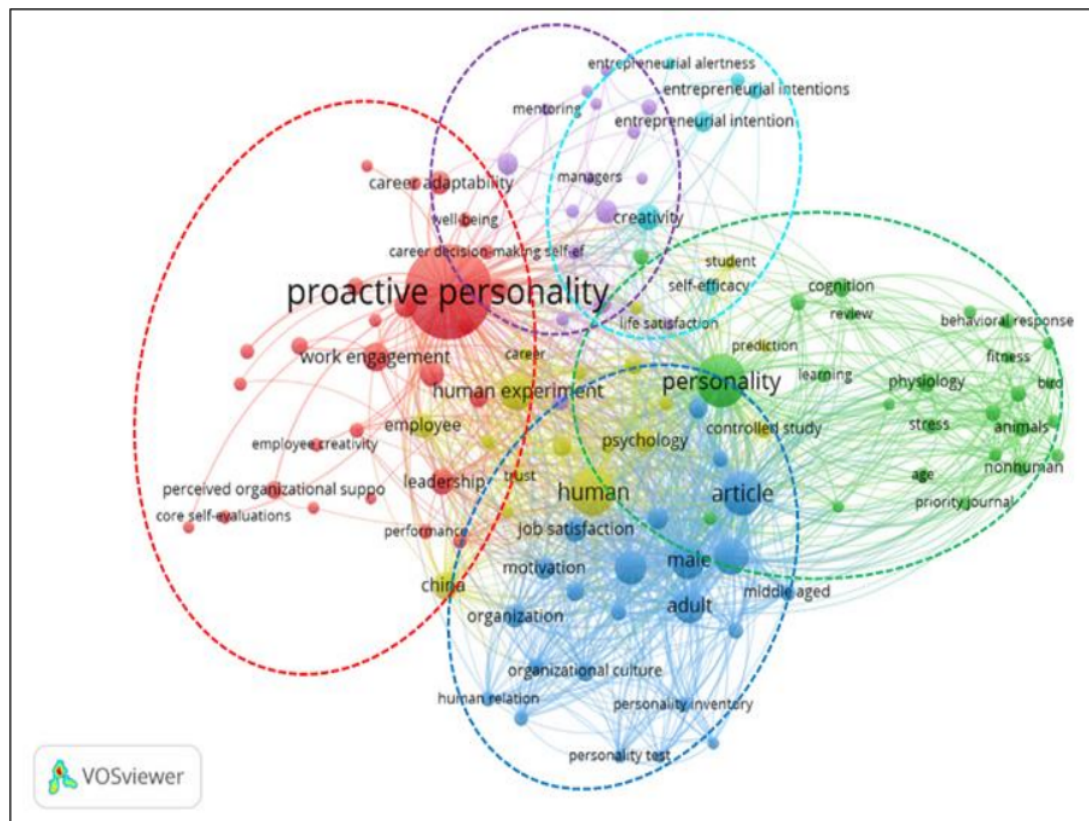 entrepreneurial alertness
entrepreneurial intentions
mentoring
entrepreneurial intention
career adaptability
managers
well-being
creativity
career decision-making self-ef
student
self-efficacy
cognition
proactive personality
review
life satisfaction
behavioral response
prediction
work engagement
career
fitness
personality
learning
physiology
bird
human experiment
employee
controlled study
stress
animals
employee creativity
psychology
nonhuman
leadership
trust
age
perceived organizational suppo
human
article
priority journal
core self-evaluations
performance
job satisfaction
male
motivation
china
middle aged
adult
organization
organizational culture
human relation
personality inventory
personality test
VOSviewer